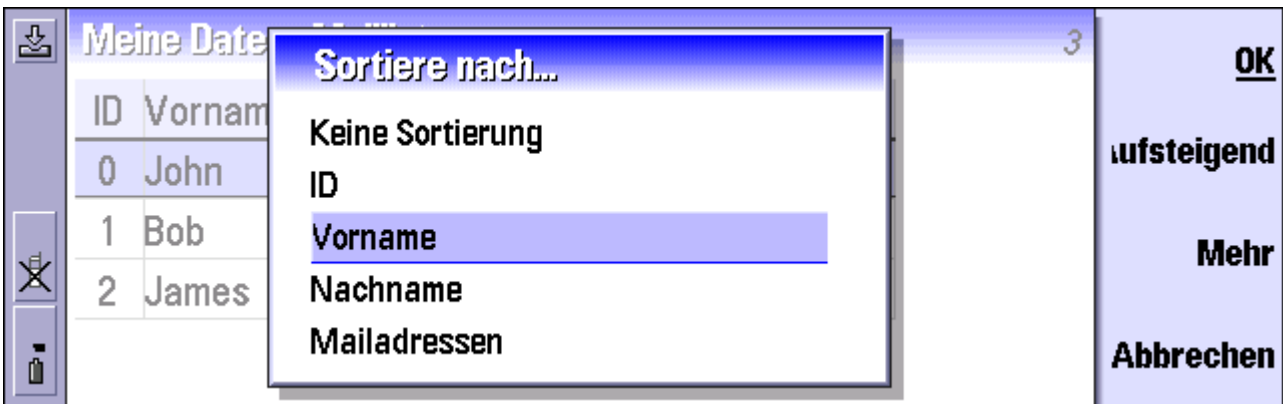 Meine Date
3
Sortiere nach...
ID Vornam
0 John
1 Bob
2 James
Keine Sortierung
ID
Vorname
Nachname
Mailadressen
OK
ufsteigend
Mehr
Abbrechen